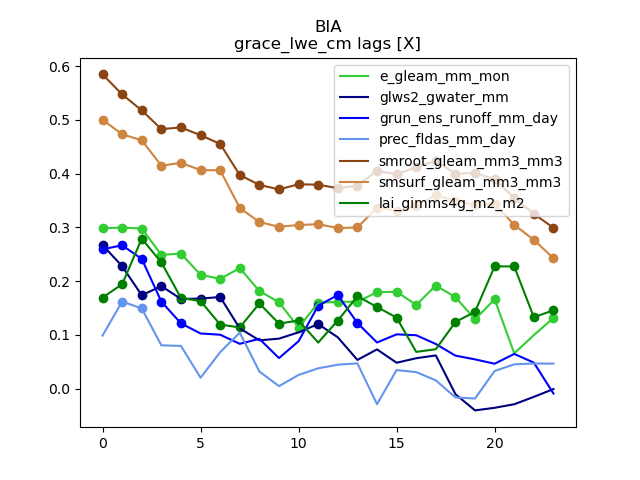 BIA
grace_lwe_cm lags [X]
0.6
0.5
0.4
0.3
0.2
0.1
0.0
e_gleam_mm_mon
glws2_gwater_mm
grun_ens_runoff_mm_day
prec_fldas_mm_day
smroot_gleam_mm3_mm3
smsurf_gleam_mm3_mm3
lai_gimms4g_m2_m2
0 5 10 15 20